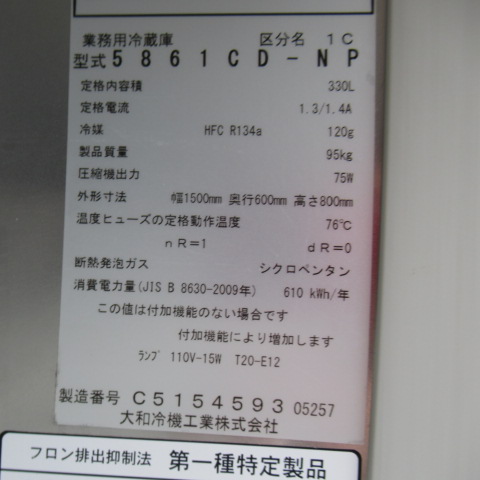 業務用冷蔵庫 区分名 1C
型式 5861CD-NP
定格内容積 330L
定格電流 1.3/1.4A
冷媒 HFC R134a 120g
製品質量 95kg
圧縮機出力 75W
外形寸法 幅1500mm 奥行600mm 高さ800mm
温度ヒューズの定格動作温度 76℃
nR=1 dR=0
断熱発泡ガス シクロペンタン
消費電力量(JIS B 8630-2009年) 610 kWh/年
この値は付加機能のない場合です
付加機能により増加します
ﾗﾝﾌﾟ 110V-15W T20-E12
製造番号 C5154593 05257
大和冷機工業株式会社
フロン排出抑制法 第一種特定製品